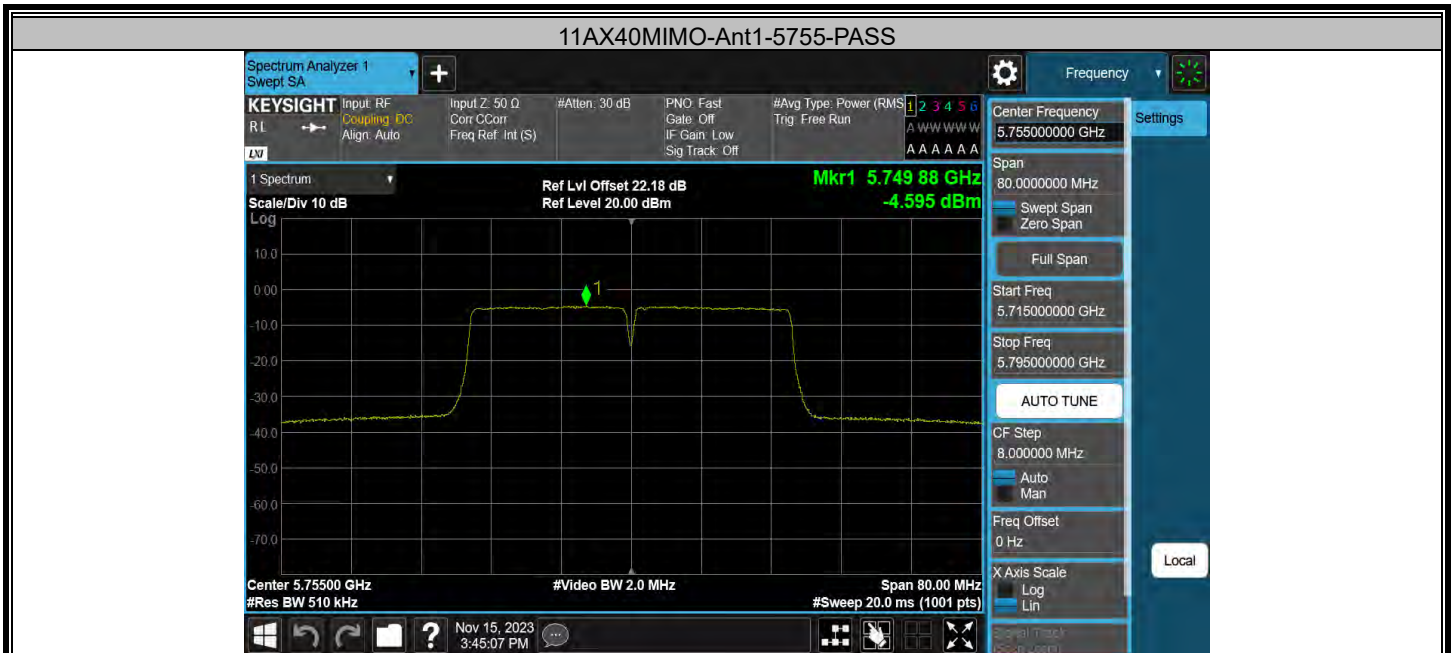 11AX40MIMO-Ant1-5755-PASS
Spectrum Analyzer 1
Swept SA
Frequency
KEYSIGHT
RL
LXI
Input: RF
Coupling: DC
Align: Auto
Input Z: 50 Ω
Corr CCorr
Freq Ref: Int (S)
#Atten: 30 dB
PNO: Fast
Gate: Off
IF Gain: Low
Sig Track: Off
#Avg Type: Power (RMS
Trig: Free Run
1 2 3 4 5 6
A W W W W W
A A A A A A
Center Frequency
5.755000000 GHz
Settings
1 Spectrum
Scale/Div 10 dB
Log
Ref Lvl Offset 22.18 dB
Ref Level 20.00 dBm
Mkr1 5.749 88 GHz
-4.595 dBm
Span
80.0000000 MHz
Swept Span
Zero Span
Full Span
10.0
0.00
-10.0
-20.0
-30.0
-40.0
-50.0
-60.0
-70.0
1
Start Freq
5.715000000 GHz
Stop Freq
5.795000000 GHz
AUTO TUNE
CF Step
8.000000 MHz
Auto
Man
Freq Offset
0 Hz
X Axis Scale
Log
Lin
Local
Center 5.75500 GHz
#Res BW 510 kHz
#Video BW 2.0 MHz
Span 80.00 MHz
#Sweep 20.0 ms (1001 pts)
?
Nov 15, 2023
3:45:07 PM
Signal Track